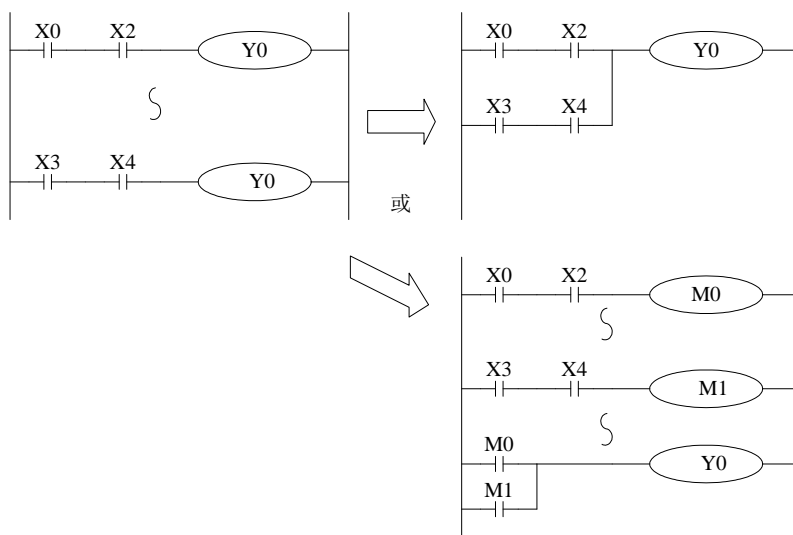 X0 X2 Y0
X3 X4 Y0
或
X0 X2 Y0
X3 X4
X0 X2 M0
X3 X4 M1
M0 Y0
M1